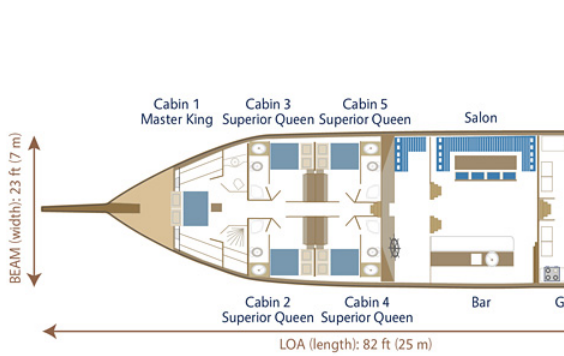 Cabin 1
Master King
Cabin 3
Superior Queen
Cabin 5
Superior Queen
Salon
BEAM (width): 23 ft (7 m)
Cabin 2
Superior Queen
Cabin 4
Superior Queen
Bar
G
LOA (length): 82 ft (25 m)